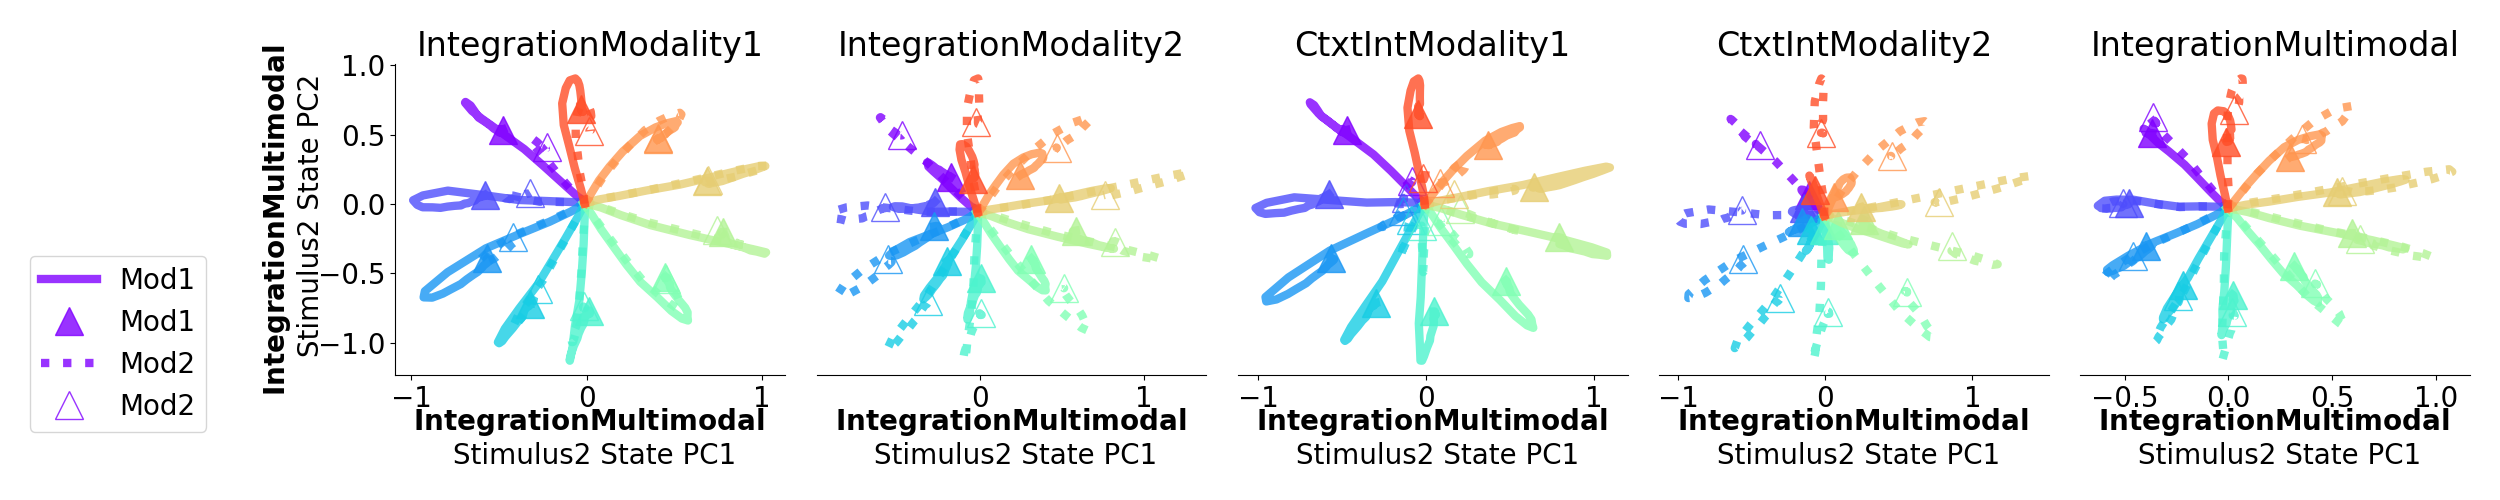 IntegrationModality1 IntegrationModality2 CtxtIntModality1 CtxtIntModality2 IntegrationMultimodal
IntegrationMultimodal
Stimulus2 State PC2
1.0
0.5
0.0
−0.5
−1.0
Mod1
Mod1
Mod2
Mod2
−1 0 1 0 1 −1 0 1 −1 0 1 −0.5 0.0 0.5 1.0
IntegrationMultimodal IntegrationMultimodal IntegrationMultimodal IntegrationMultimodal IntegrationMultimodal
Stimulus2 State PC1 Stimulus2 State PC1 Stimulus2 State PC1 Stimulus2 State PC1 Stimulus2 State PC1